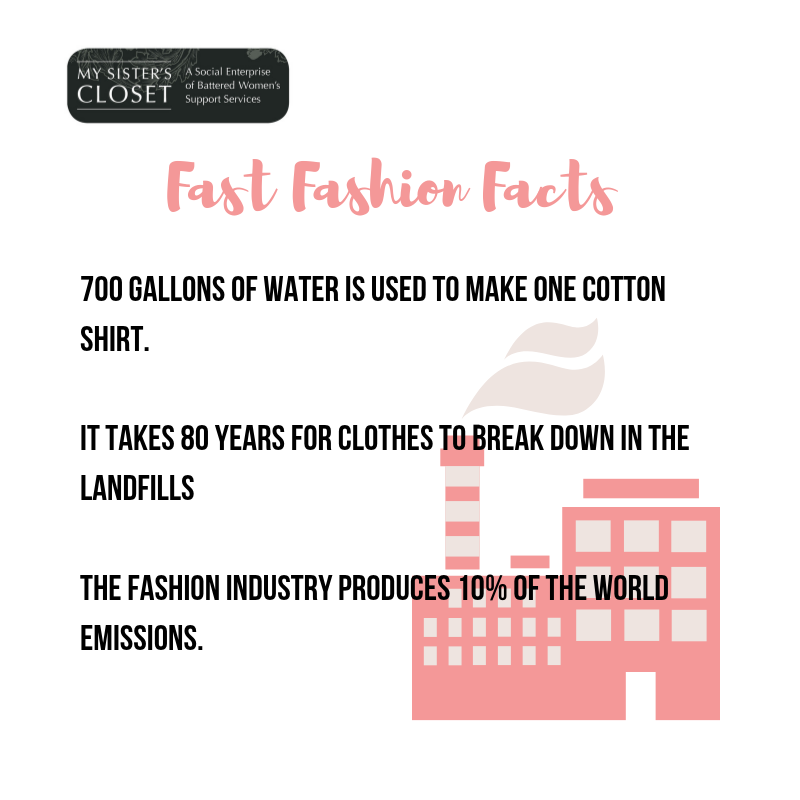 MY SISTER'S
CLOSET
A Social Enterprise
of Battered Women's
Support Services
Fast Fashion Facts
700 GALLONS OF WATER IS USED TO MAKE ONE COTTON
SHIRT.
IT TAKES 80 YEARS FOR CLOTHES TO BREAK DOWN IN THE
LANDFILLS
THE FASHION INDUSTRY PRODUCES 10% OF THE WORLD
EMISSIONS.